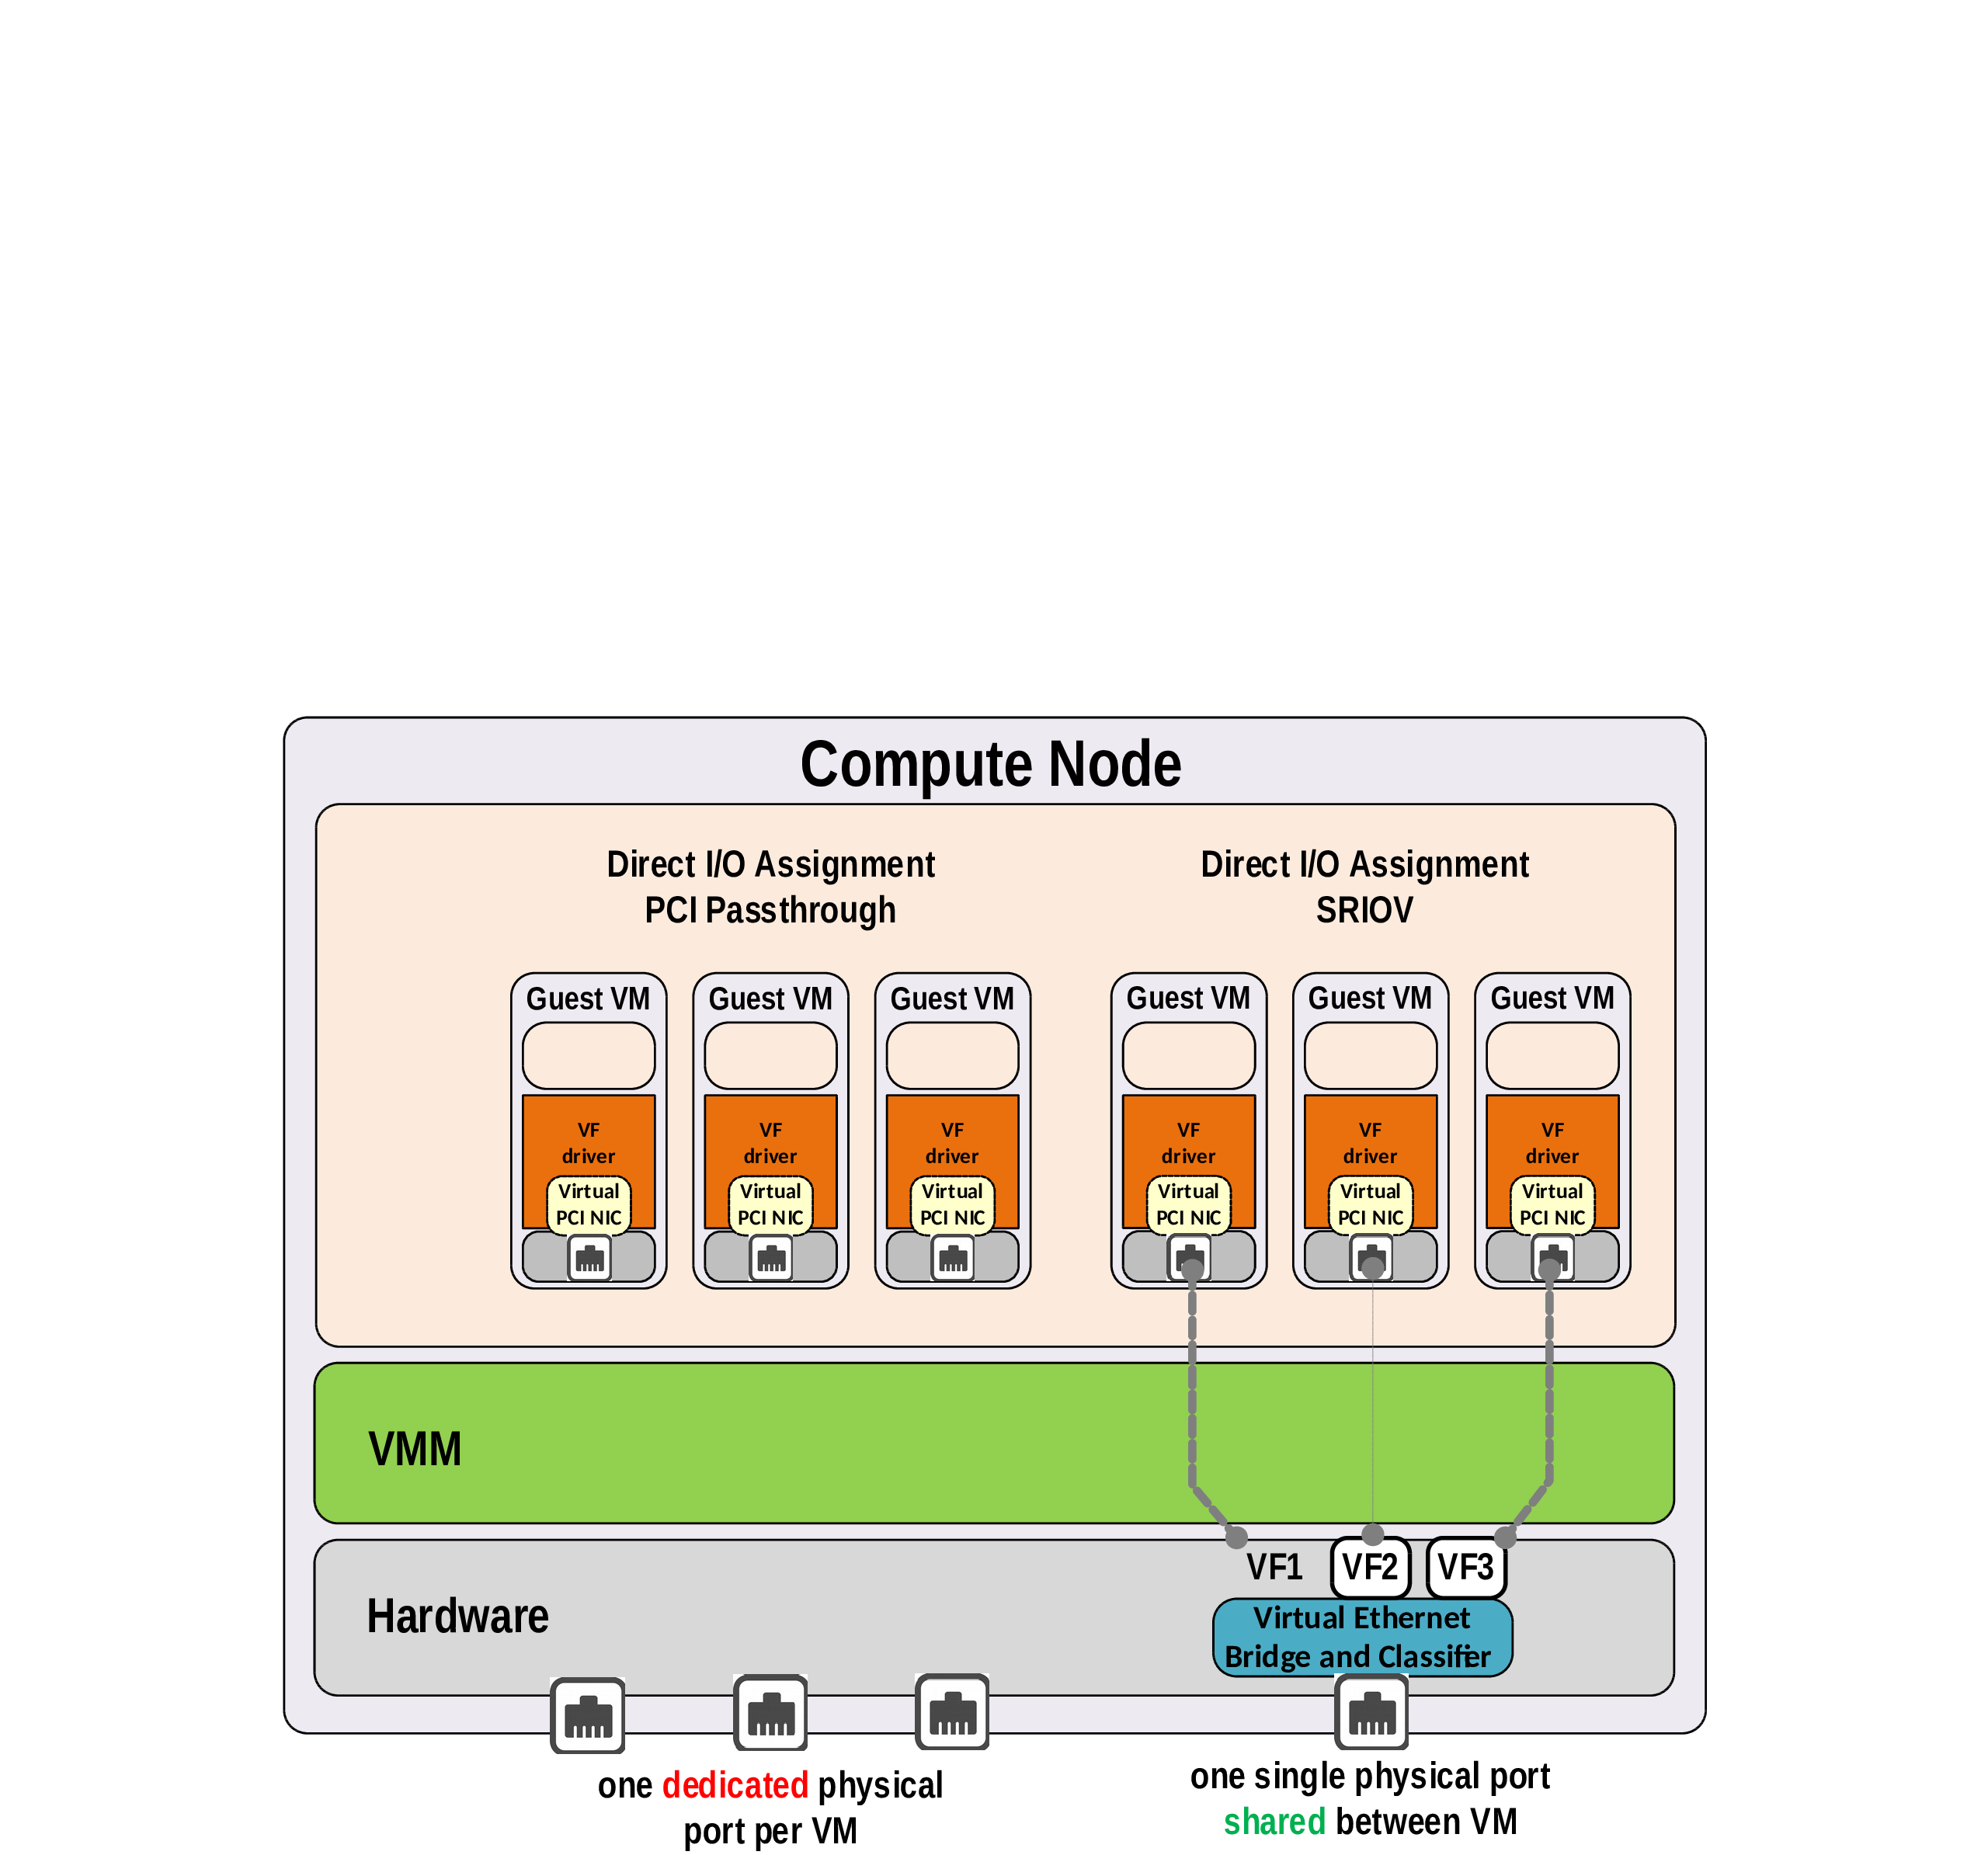 Compute Node
Direct I/O Assignment
PCI Passthrough
Direct I/O Assignment
SRIOV
Guest VM
VF
driver
Virtual
PCI NIC
Guest VM
VF
driver
Virtual
PCI NIC
Guest VM
VF
driver
Virtual
PCI NIC
Guest VM
VF
driver
Virtual
PCI NIC
Guest VM
VF
driver
Virtual
PCI NIC
Guest VM
VF
driver
Virtual
PCI NIC
VMM
Hardware
VF1
VF2
VF3
Virtual Ethernet
Bridge and Classifier
one dedicated physical
port per VM
one single physical port
shared between VM